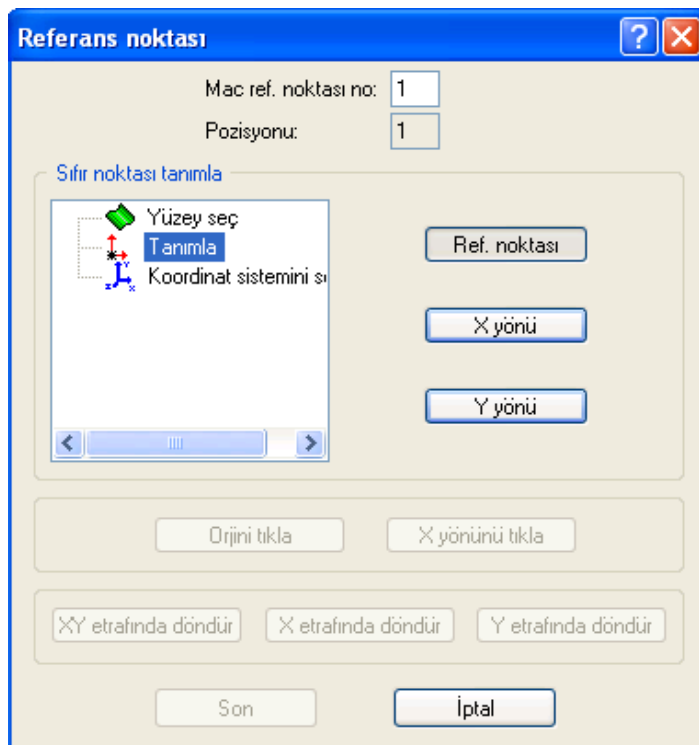 Referans noktası
Mac ref. noktası no: 1
Pozisyonu: 1
Sıfır noktası tanımla
Yüzey seç
Tanımla
Koordinat sistemini
Ref. noktası
X yönü
Y yönü
Orjini tıkla
X yönünü tıkla
XY etrafında döndür
X etrafında döndür
Y etrafında döndür
Son
İptal